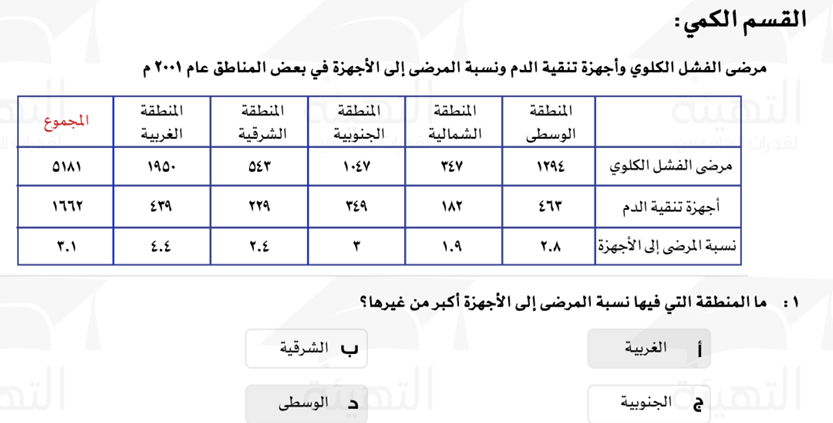 القسم الكمي:
مرضى الفشل الكلوي وأجهزة تنقية الدم ونسبة المرضى إلى الأجهزة في بعض المناطق عام ٢٠٠١ م
المنطقة الوسطى المنطقة الشمالية المنطقة الجنوبية المنطقة الشرقية المنطقة الغربية المجموع
مرضى الفشل الكلوي ١٢٩٤ ٣٤٧ ١٠٤٧ ٥٤٣ ١٩٥٠ ٥١٨١
أجهزة تنقية الدم ٤٦٣ ١٨٢ ٣٤٩ ٢٢٩ ٤٣٩ ١٦٦٢
نسبة المرضى إلى الأجهزة ٢.٨ ١.٩ ٣ ٢.٤ ٤.٤ ٣.١
١ : ما المنطقة التي فيها نسبة المرضى إلى الأجهزة أكبر من غيرها؟
أ الغربية
ب الشرقية
ج الجنوبية
د الوسطى
التهيئة